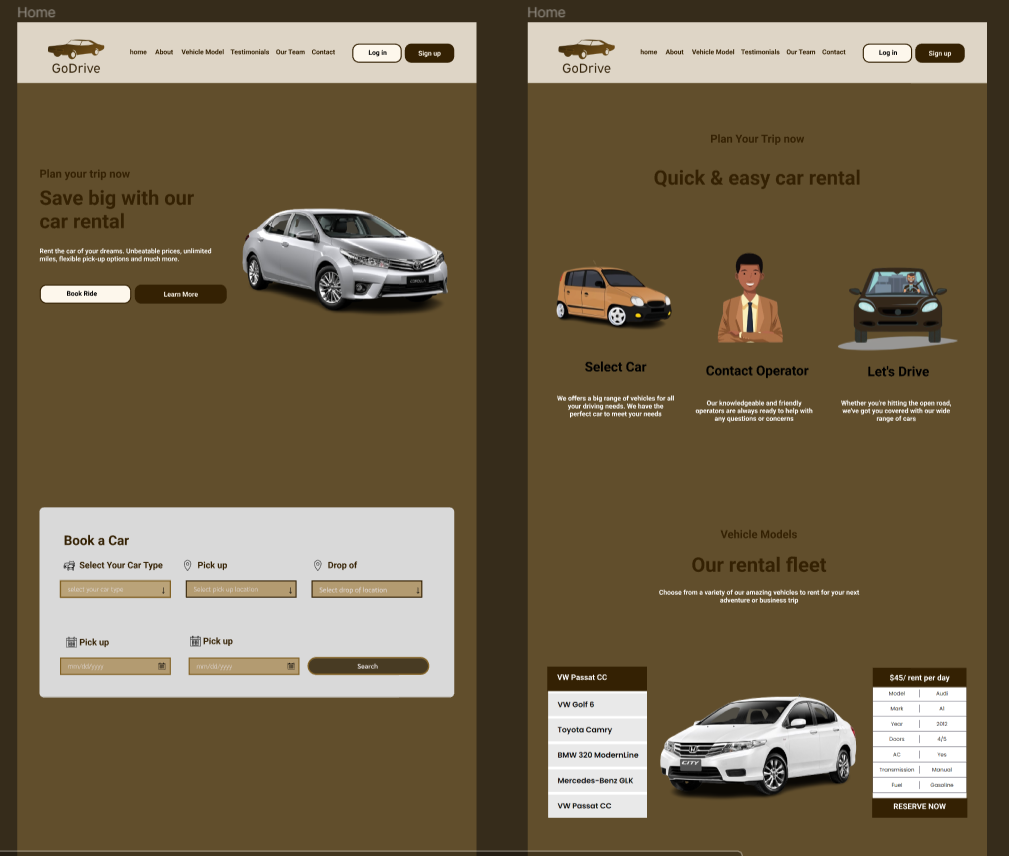 Home
GoDrive
home About Vehicle Model Testimonials Our Team Contact
Log in
Sign up
Plan your trip now
Save big with our
car rental
Rent the car of your dreams. Unbeatable prices, unlimited
miles, flexible pick-up options and much more.
Book Ride
Learn More
Book a Car
Select Your Car Type
Pick up
Drop of
select your car type
Select pick up location
Select drop of location
Pick up
Pick up
mm/dd/yyyy
mm/dd/yyyy
Search
Home
GoDrive
home About Vehicle Model Testimonials Our Team Contact
Log in
Sign up
Plan Your Trip now
Quick & easy car rental
Select Car
We offers a big range of vehicles for all
your driving needs. We have the
perfect car to meet your needs
Contact Operator
Our knowledgeable and friendly
operators are always ready to help with
any questions or concerns
Let's Drive
Whether you're hitting the open road,
we've got you covered with our wide
range of cars
Vehicle Models
Our rental fleet
Choose from a variety of our amazing vehicles to rent for your next
adventure or business trip
VW Passat CC
VW Golf 6
Toyota Camry
BMW 320 ModernLine
Mercedes-Benz GLK
VW Passat CC
CITY
$45/ rent per day
Model Audi
Mark A1
Year 2012
Doors 4/5
AC Yes
Transmission Manual
Fuel Gasoline
RESERVE NOW